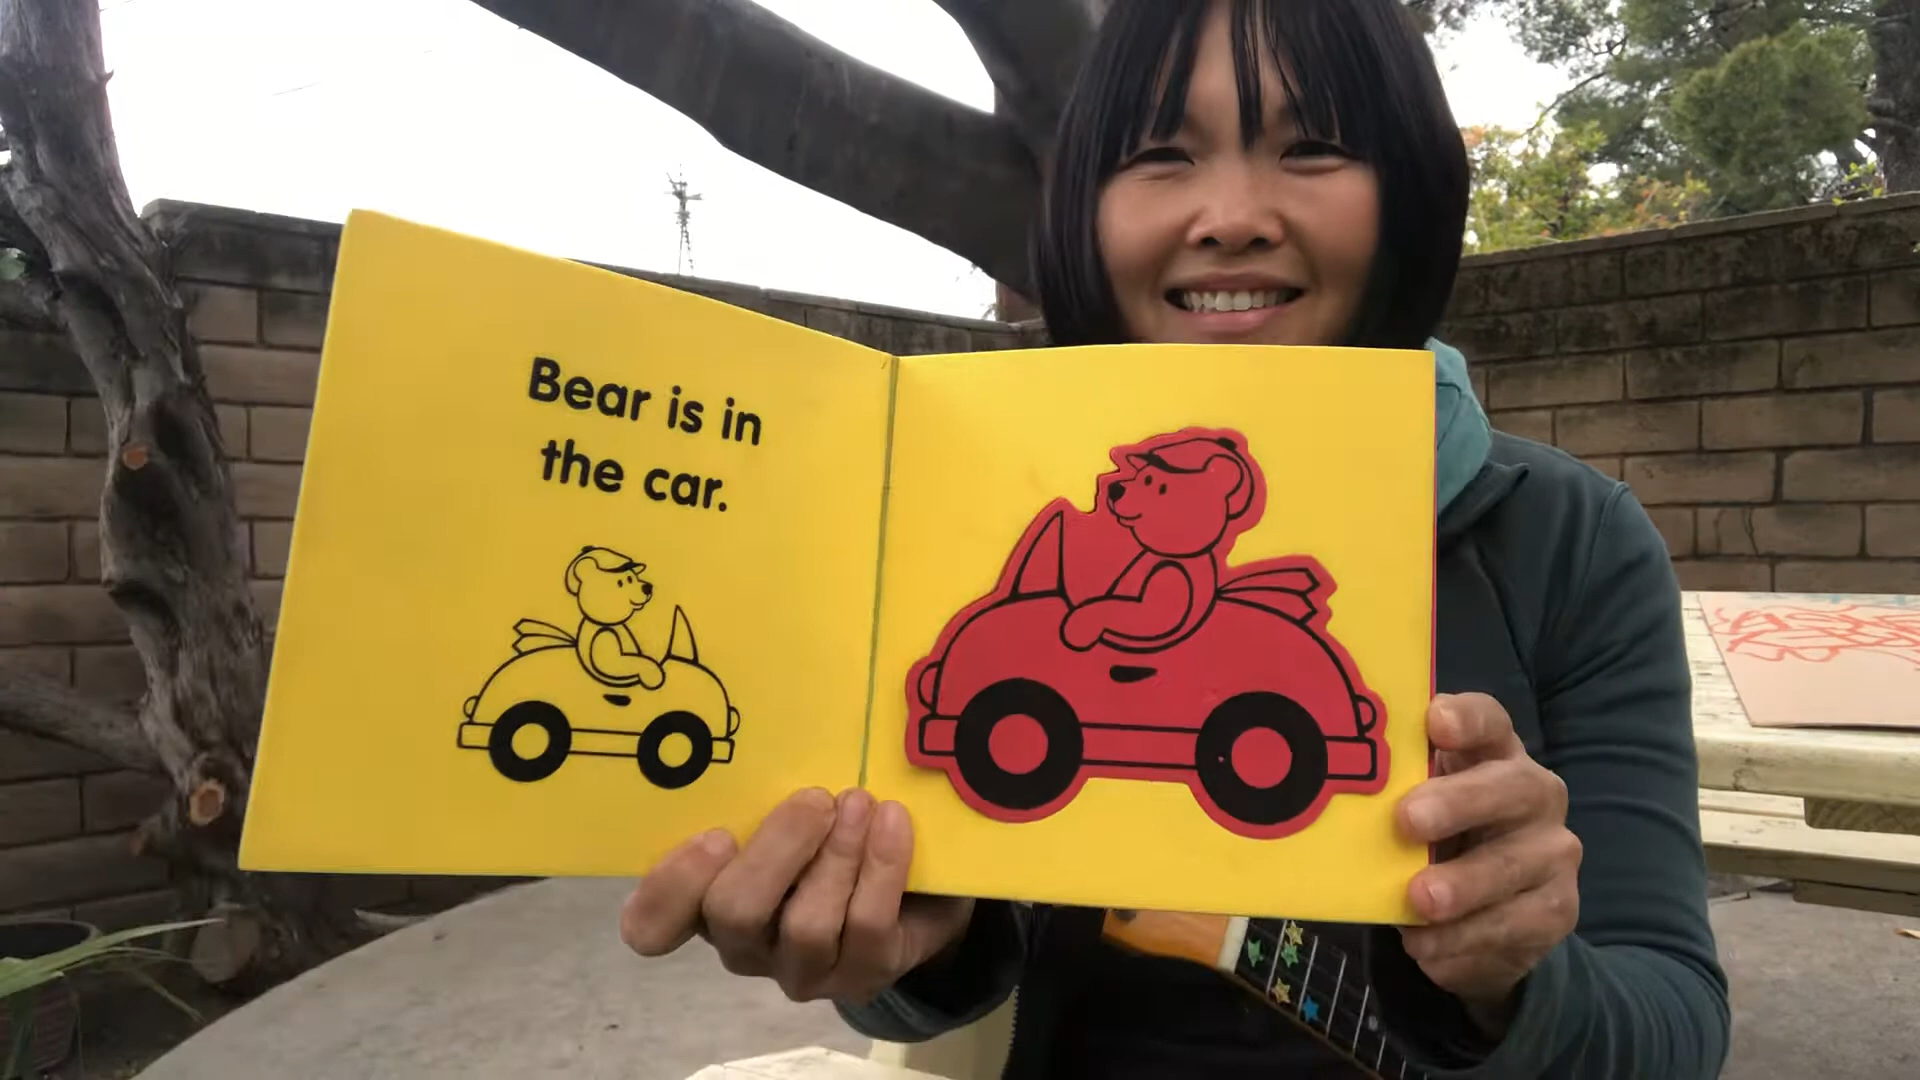 Bear is in
the car.